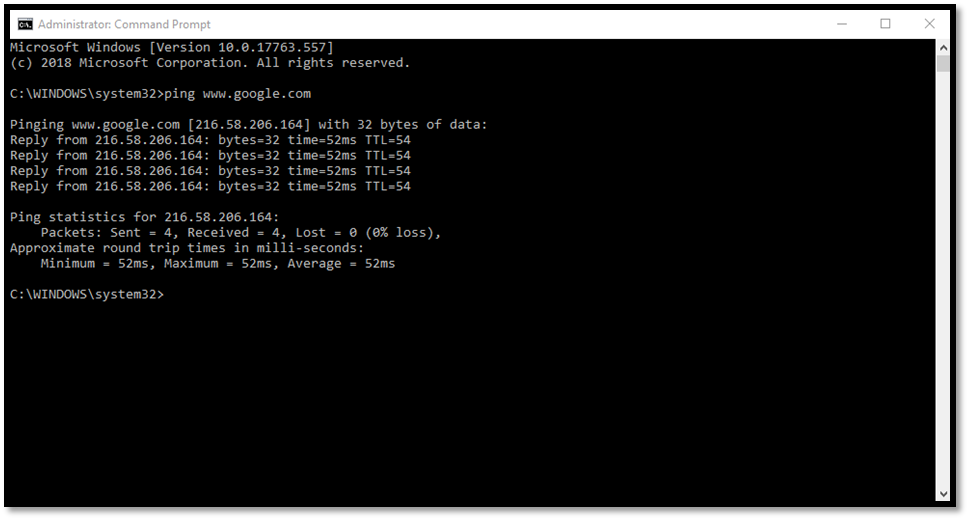 Administrator: Command Prompt
Microsoft Windows [Version 10.0.17763.557]
(c) 2018 Microsoft Corporation. All rights reserved.
C:\WINDOWS\system32>ping www.google.com
Pinging www.google.com [216.58.206.164] with 32 bytes of data:
Reply from 216.58.206.164: bytes=32 time=52ms TTL=54
Reply from 216.58.206.164: bytes=32 time=52ms TTL=54
Reply from 216.58.206.164: bytes=32 time=52ms TTL=54
Reply from 216.58.206.164: bytes=32 time=52ms TTL=54
Ping statistics for 216.58.206.164:
    Packets: Sent = 4, Received = 4, Lost = 0 (0% loss),
Approximate round trip times in milli-seconds:
    Minimum = 52ms, Maximum = 52ms, Average = 52ms
C:\WINDOWS\system32>